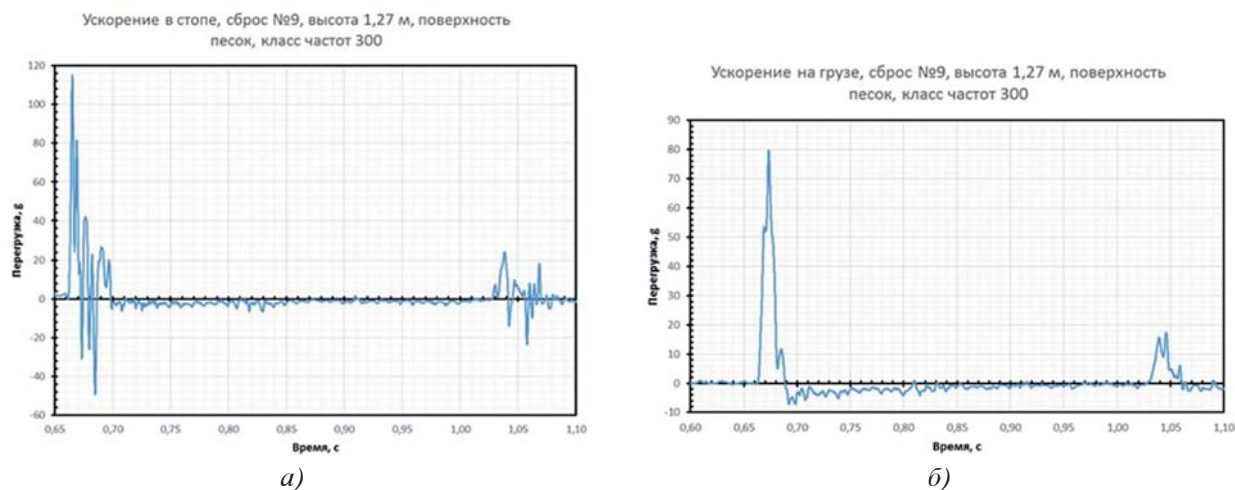 Ускорение в стопе, сброс №9, высота 1,27 м, поверхность
песок, класс частот 300
120
100
80
60
40
20
0
-20
-40
-60
0,65 0,70 0,75 0,80 0,85 0,90 0,95 1,00 1,05 1,10
Перегрузка, g
Время, с
а)
Ускорение на грузе, сброс №9, высота 1,27 м, поверхность
песок, класс частот 300
90
80
70
60
50
40
30
20
10
0
-10
0,60 0,65 0,70 0,75 0,80 0,85 0,90 0,95 1,00 1,05 1,10
Перегрузка, g
Время, с
б)